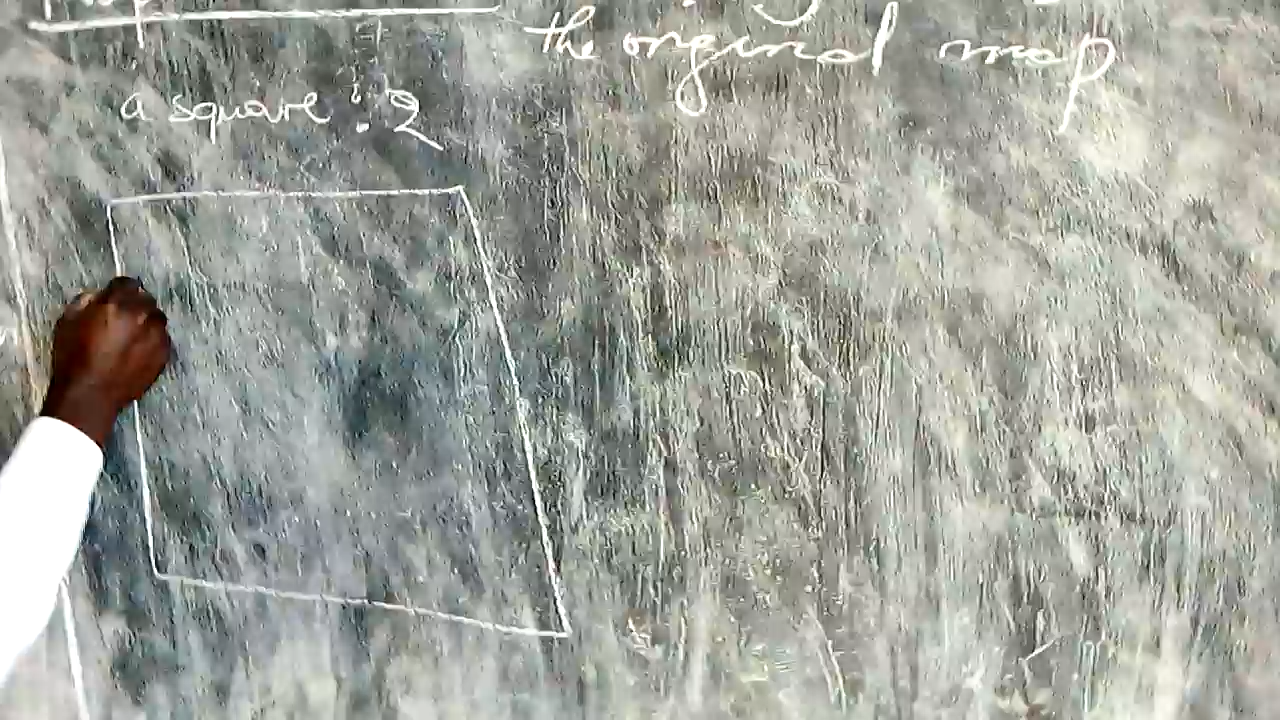 the original map
a square : 2